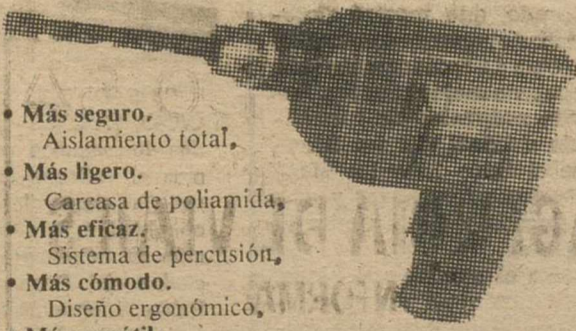 • Más seguro.
Aislamiento total,
• Más ligero.
Carcasa de poliamida,
• Más eficaz.
Sistema de percusión,
• Más cómodo.
Diseño ergonómico,